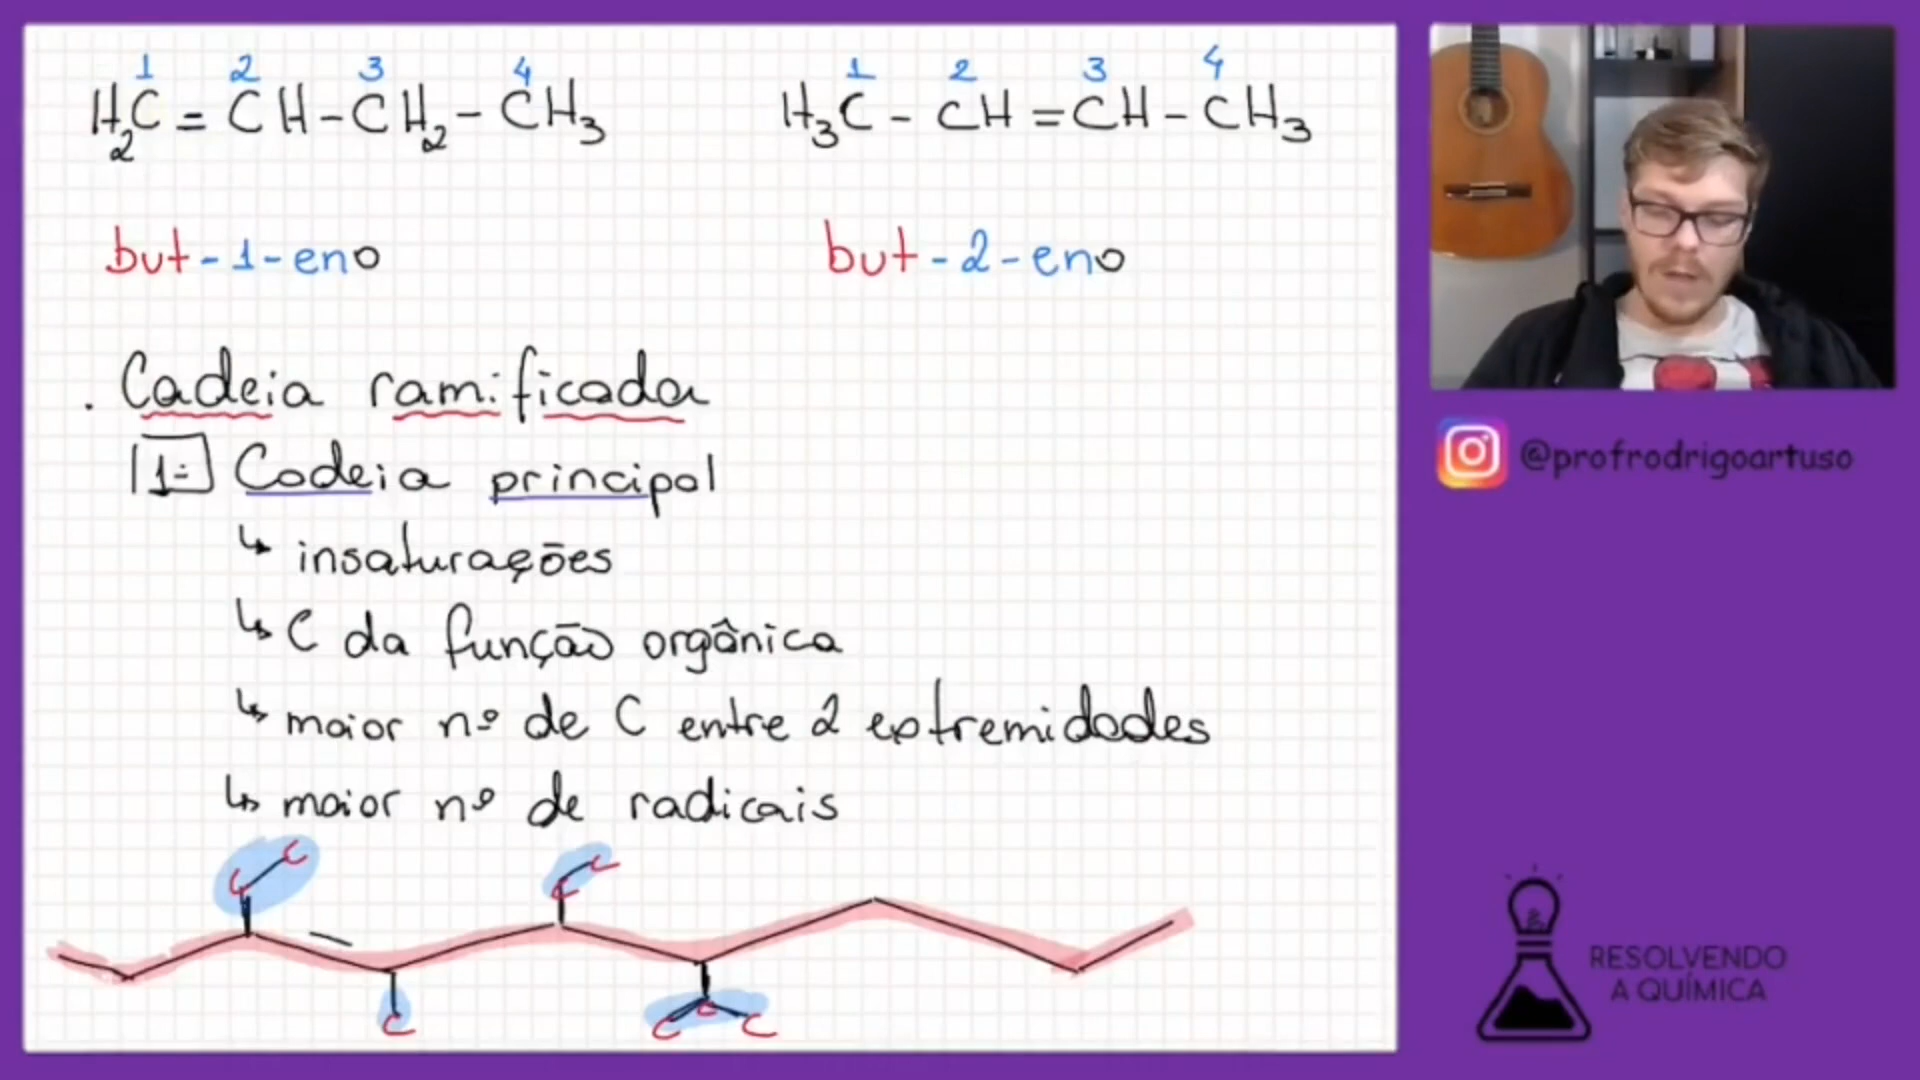 1 2 3 4
H₂C = CH - CH₂ - CH₃
1 2 3 4
H₃C - CH = CH - CH₃
but-1-eno
but-2-eno
. Cadeia ramificada
1- Cadeia principal
↳ insaturações
↳ C da função orgânica
↳ maior nº de C entre 2 extremidades
↳ maior nº de radicais
C C C C
C C C C
@profrodrigoartuso
RESOLVENDO
A QUÍMICA